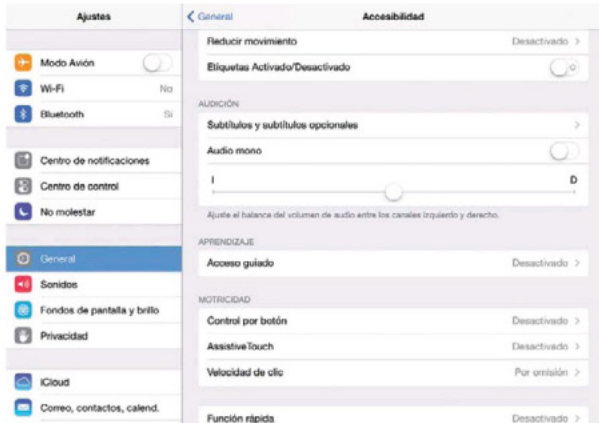 Ajustes
Modo Avión
Wi-Fi No
Bluetooth Sí
Centro de notificaciones
Centro de control
No molestar
General
Sonidos
Fondos de pantalla y brillo
Privacidad
iCloud
Correo, contactos, calend.
General Accesibilidad
Reducir movimiento Desactivado
Etiquetas Activado/Desactivado
AUDICIÓN
Subtítulos y subtítulos opcionales
Audio mono
I D
Ajuste el balance del volumen de audio entre los canales izquierdo y derecho.
APRENDIZAJE
Acceso guiado Desactivado
MOTRICIDAD
Control por botón Desactivado
AssistiveTouch Desactivado
Velocidad de clic Por omisión
Función rápida Desactivado